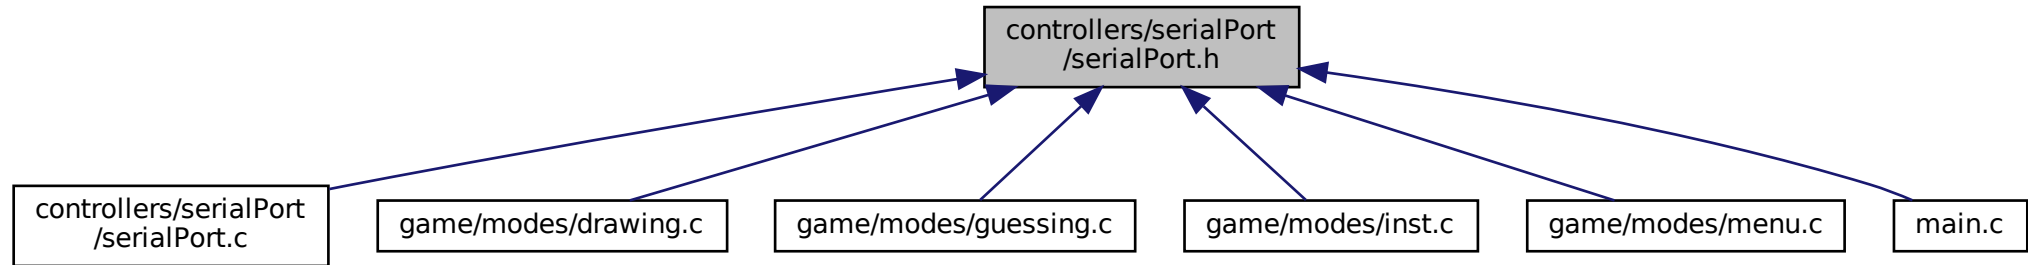 controllers/serialPort
/serialPort.h
controllers/serialPort
/serialPort.c
game/modes/drawing.c
game/modes/guessing.c
game/modes/inst.c
game/modes/menu.c
main.c